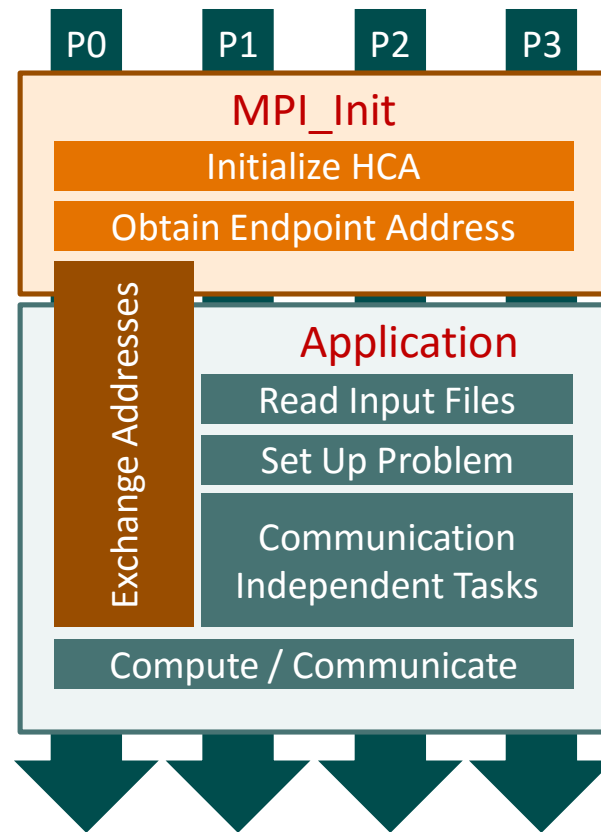 P0 P1 P2 P3
MPI_Init
Initialize HCA
Obtain Endpoint Address
Exchange Addresses
Application
Read Input Files
Set Up Problem
Communication
Independent Tasks
Compute / Communicate